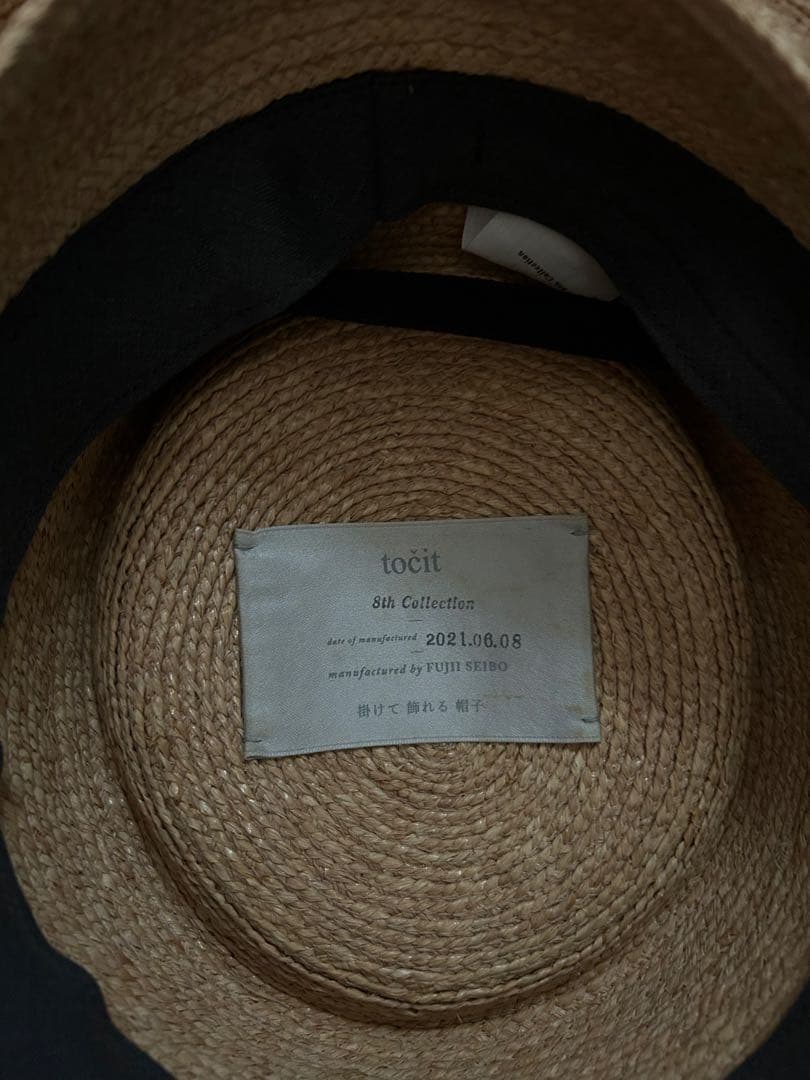 točit
8th Collection
date of manufactured 2021.06.08
manufactured by FUJII SEIBO
掛けて 飾れる 帽子
Collection